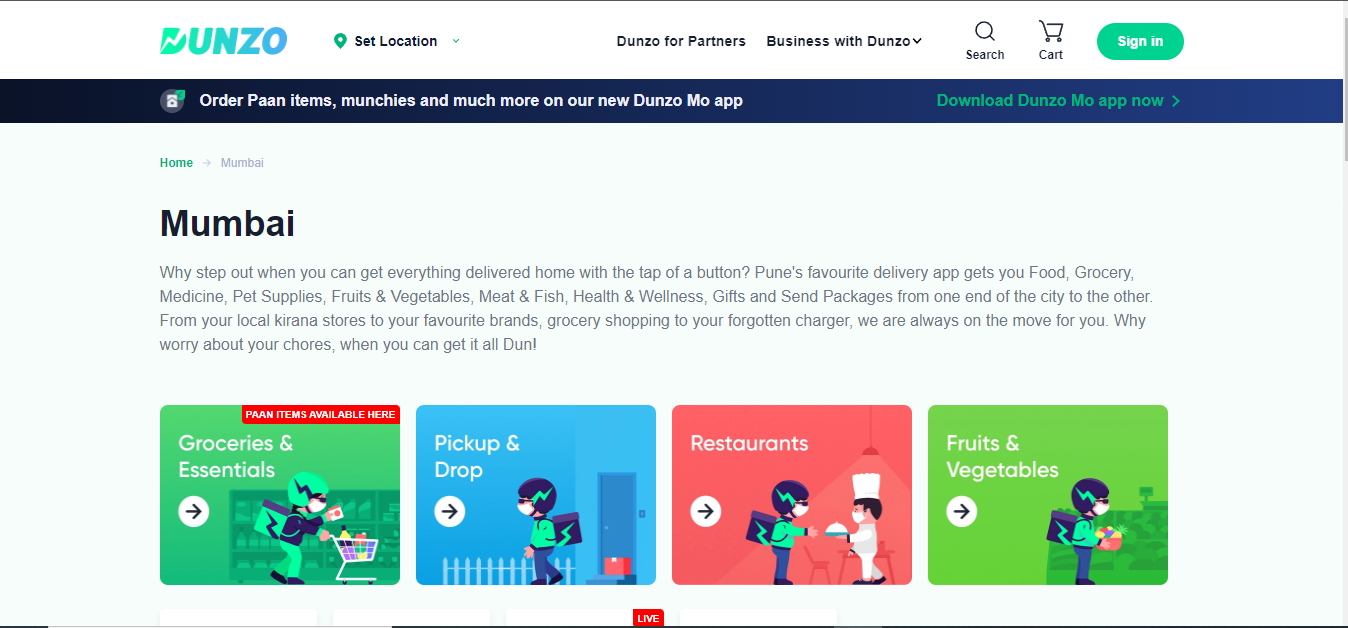 DUNZO
Set Location
Dunzo for Partners
Business with Dunzo
Search
Cart
Sign in
Order Paan items, munchies and much more on our new Dunzo Mo app
Download Dunzo Mo app now
Home
Mumbai
Mumbai
Why step out when you can get everything delivered home with the tap of a button? Pune's favourite delivery app gets you Food, Grocery,
Medicine, Pet Supplies, Fruits & Vegetables, Meat & Fish, Health & Wellness, Gifts and Send Packages from one end of the city to the other.
From your local kirana stores to your favourite brands, grocery shopping to your forgotten charger, we are always on the move for you. Why
worry about your chores, when you can get it all Dun!
PAAN ITEMS AVAILABLE HERE
Groceries &
Essentials
Pickup &
Drop
Restaurants
Fruits &
Vegetables
LIVE